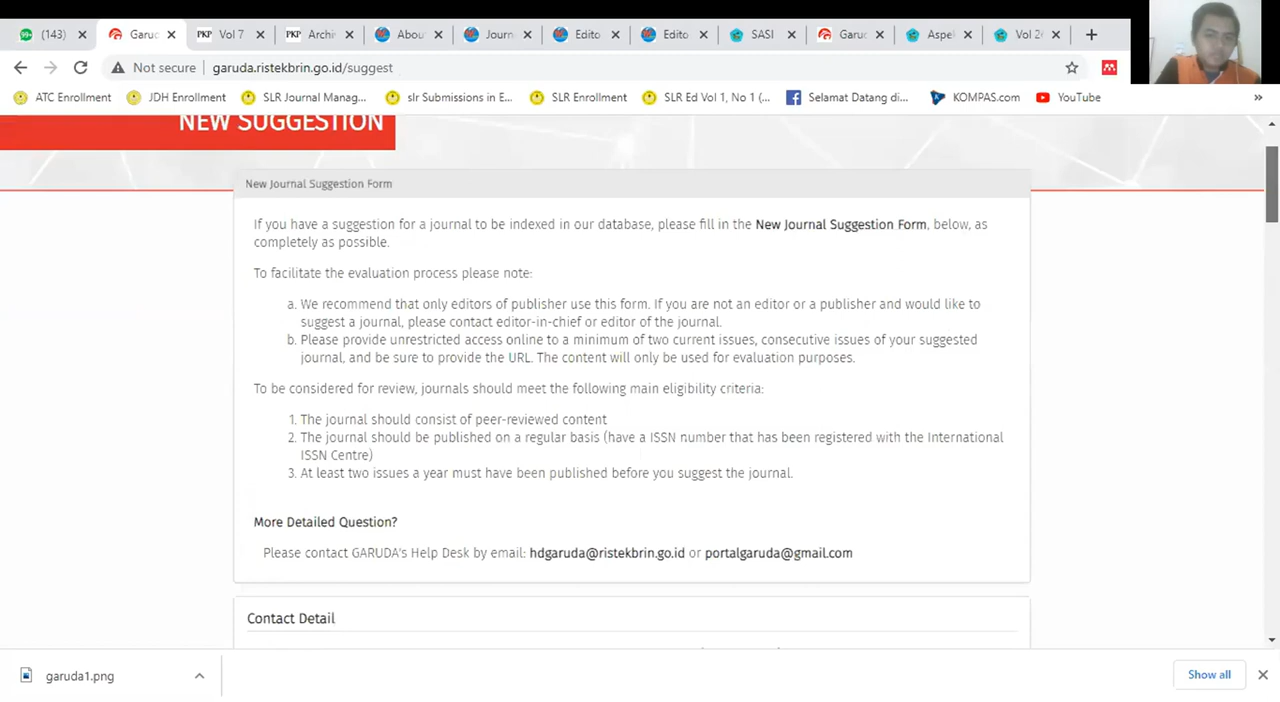 (143)
Garuc
PKP Vol 7
PKP Archi
Abou
Journ
Edito
Edito
SASI
Garuc
Aspel
Vol 2
Not secure
garuda.ristekbrin.go.id/suggest
ATC Enrollment
JDH Enrollment
SLR Journal Manag...
slr Submissions in E...
SLR Enrollment
SLR Ed Vol 1, No 1 (...
Selamat Datang di...
KOMPAS.com
YouTube
»
NEW SUGGESTION
New Journal Suggestion Form
If you have a suggestion for a journal to be indexed in our database, please fill in the New Journal Suggestion Form, below, as
completely as possible.
To facilitate the evaluation process please note:
a. We recommend that only editors of publisher use this form. If you are not an editor or a publisher and would like to
suggest a journal, please contact editor-in-chief or editor of the journal.
b. Please provide unrestricted access online to a minimum of two current issues, consecutive issues of your suggested
journal, and be sure to provide the URL. The content will only be used for evaluation purposes.
To be considered for review, journals should meet the following main eligibility criteria:
1. The journal should consist of peer-reviewed content
2. The journal should be published on a regular basis (have a ISSN number that has been registered with the International
ISSN Centre)
3. At least two issues a year must have been published before you suggest the journal.
More Detailed Question?
Please contact GARUDA's Help Desk by email: hdgaruda@ristekbrin.go.id or portalgaruda@gmail.com
Contact Detail
garuda1.png
Show all